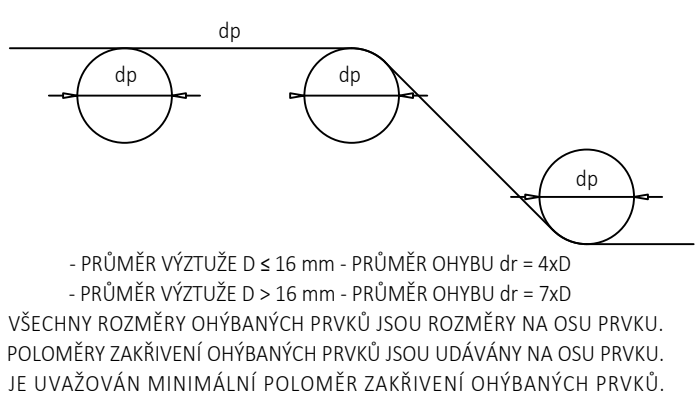 dp
dp
dp
dp
- PRŮMĚR VÝZTUŽE D ≤ 16 mm - PRŮMĚR OHYBU dr = 4xD
- PRŮMĚR VÝZTUŽE D > 16 mm - PRŮMĚR OHYBU dr = 7xD
VŠECHNY ROZMĚRY OHÝBANÝCH PRVKŮ JSOU ROZMĚRY NA OSU PRVKU.
POLOMĚRY ZAKŘIVENÍ OHÝBANÝCH PRVKŮ JSOU UDÁVÁNY NA OSU PRVKU.
JE UVAŽOVÁN MINIMÁLNÍ POLOMĚR ZAKŘIVENÍ OHÝBANÝCH PRVKŮ.